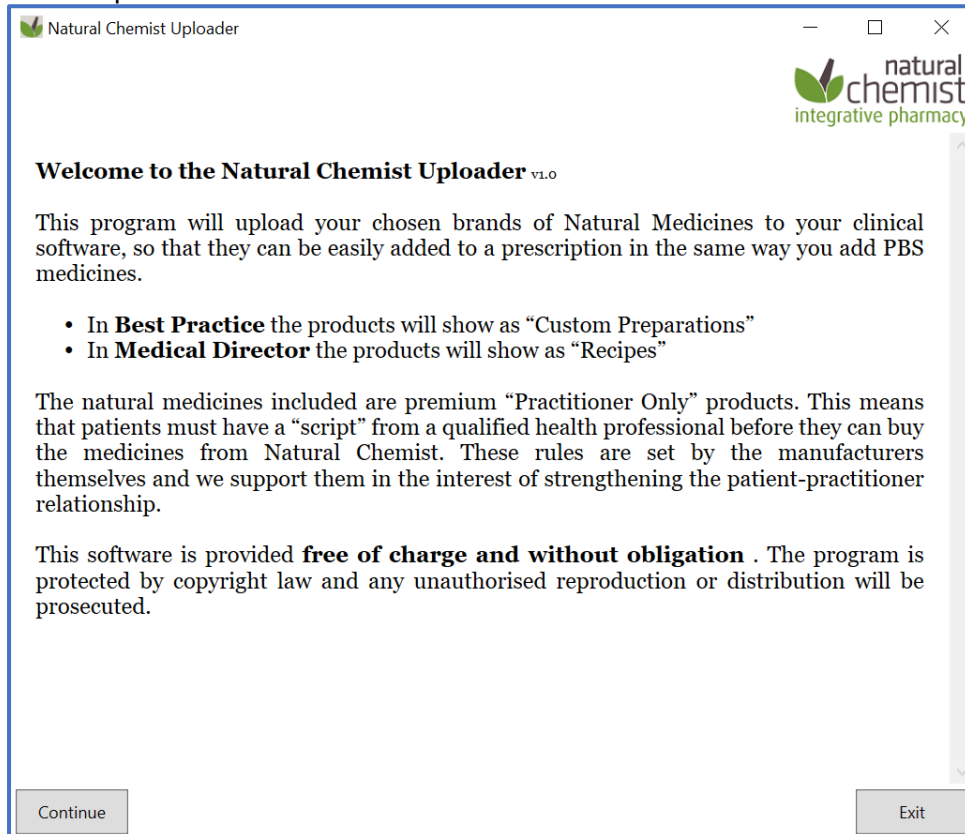 Natural Chemist Uploader
natural
chemist
integrative pharmacy
Welcome to the Natural Chemist Uploader v1.0
This program will upload your chosen brands of Natural Medicines to your clinical
software, so that they can be easily added to a prescription in the same way you add PBS
medicines.
• In Best Practice the products will show as “Custom Preparations”
• In Medical Director the products will show as “Recipes”
The natural medicines included are premium “Practitioner Only” products. This means
that patients must have a “script” from a qualified health professional before they can buy
the medicines from Natural Chemist. These rules are set by the manufacturers
themselves and we support them in the interest of strengthening the patient-practitioner
relationship.
This software is provided free of charge and without obligation . The program is
protected by copyright law and any unauthorised reproduction or distribution will be
prosecuted.
Continue
Exit